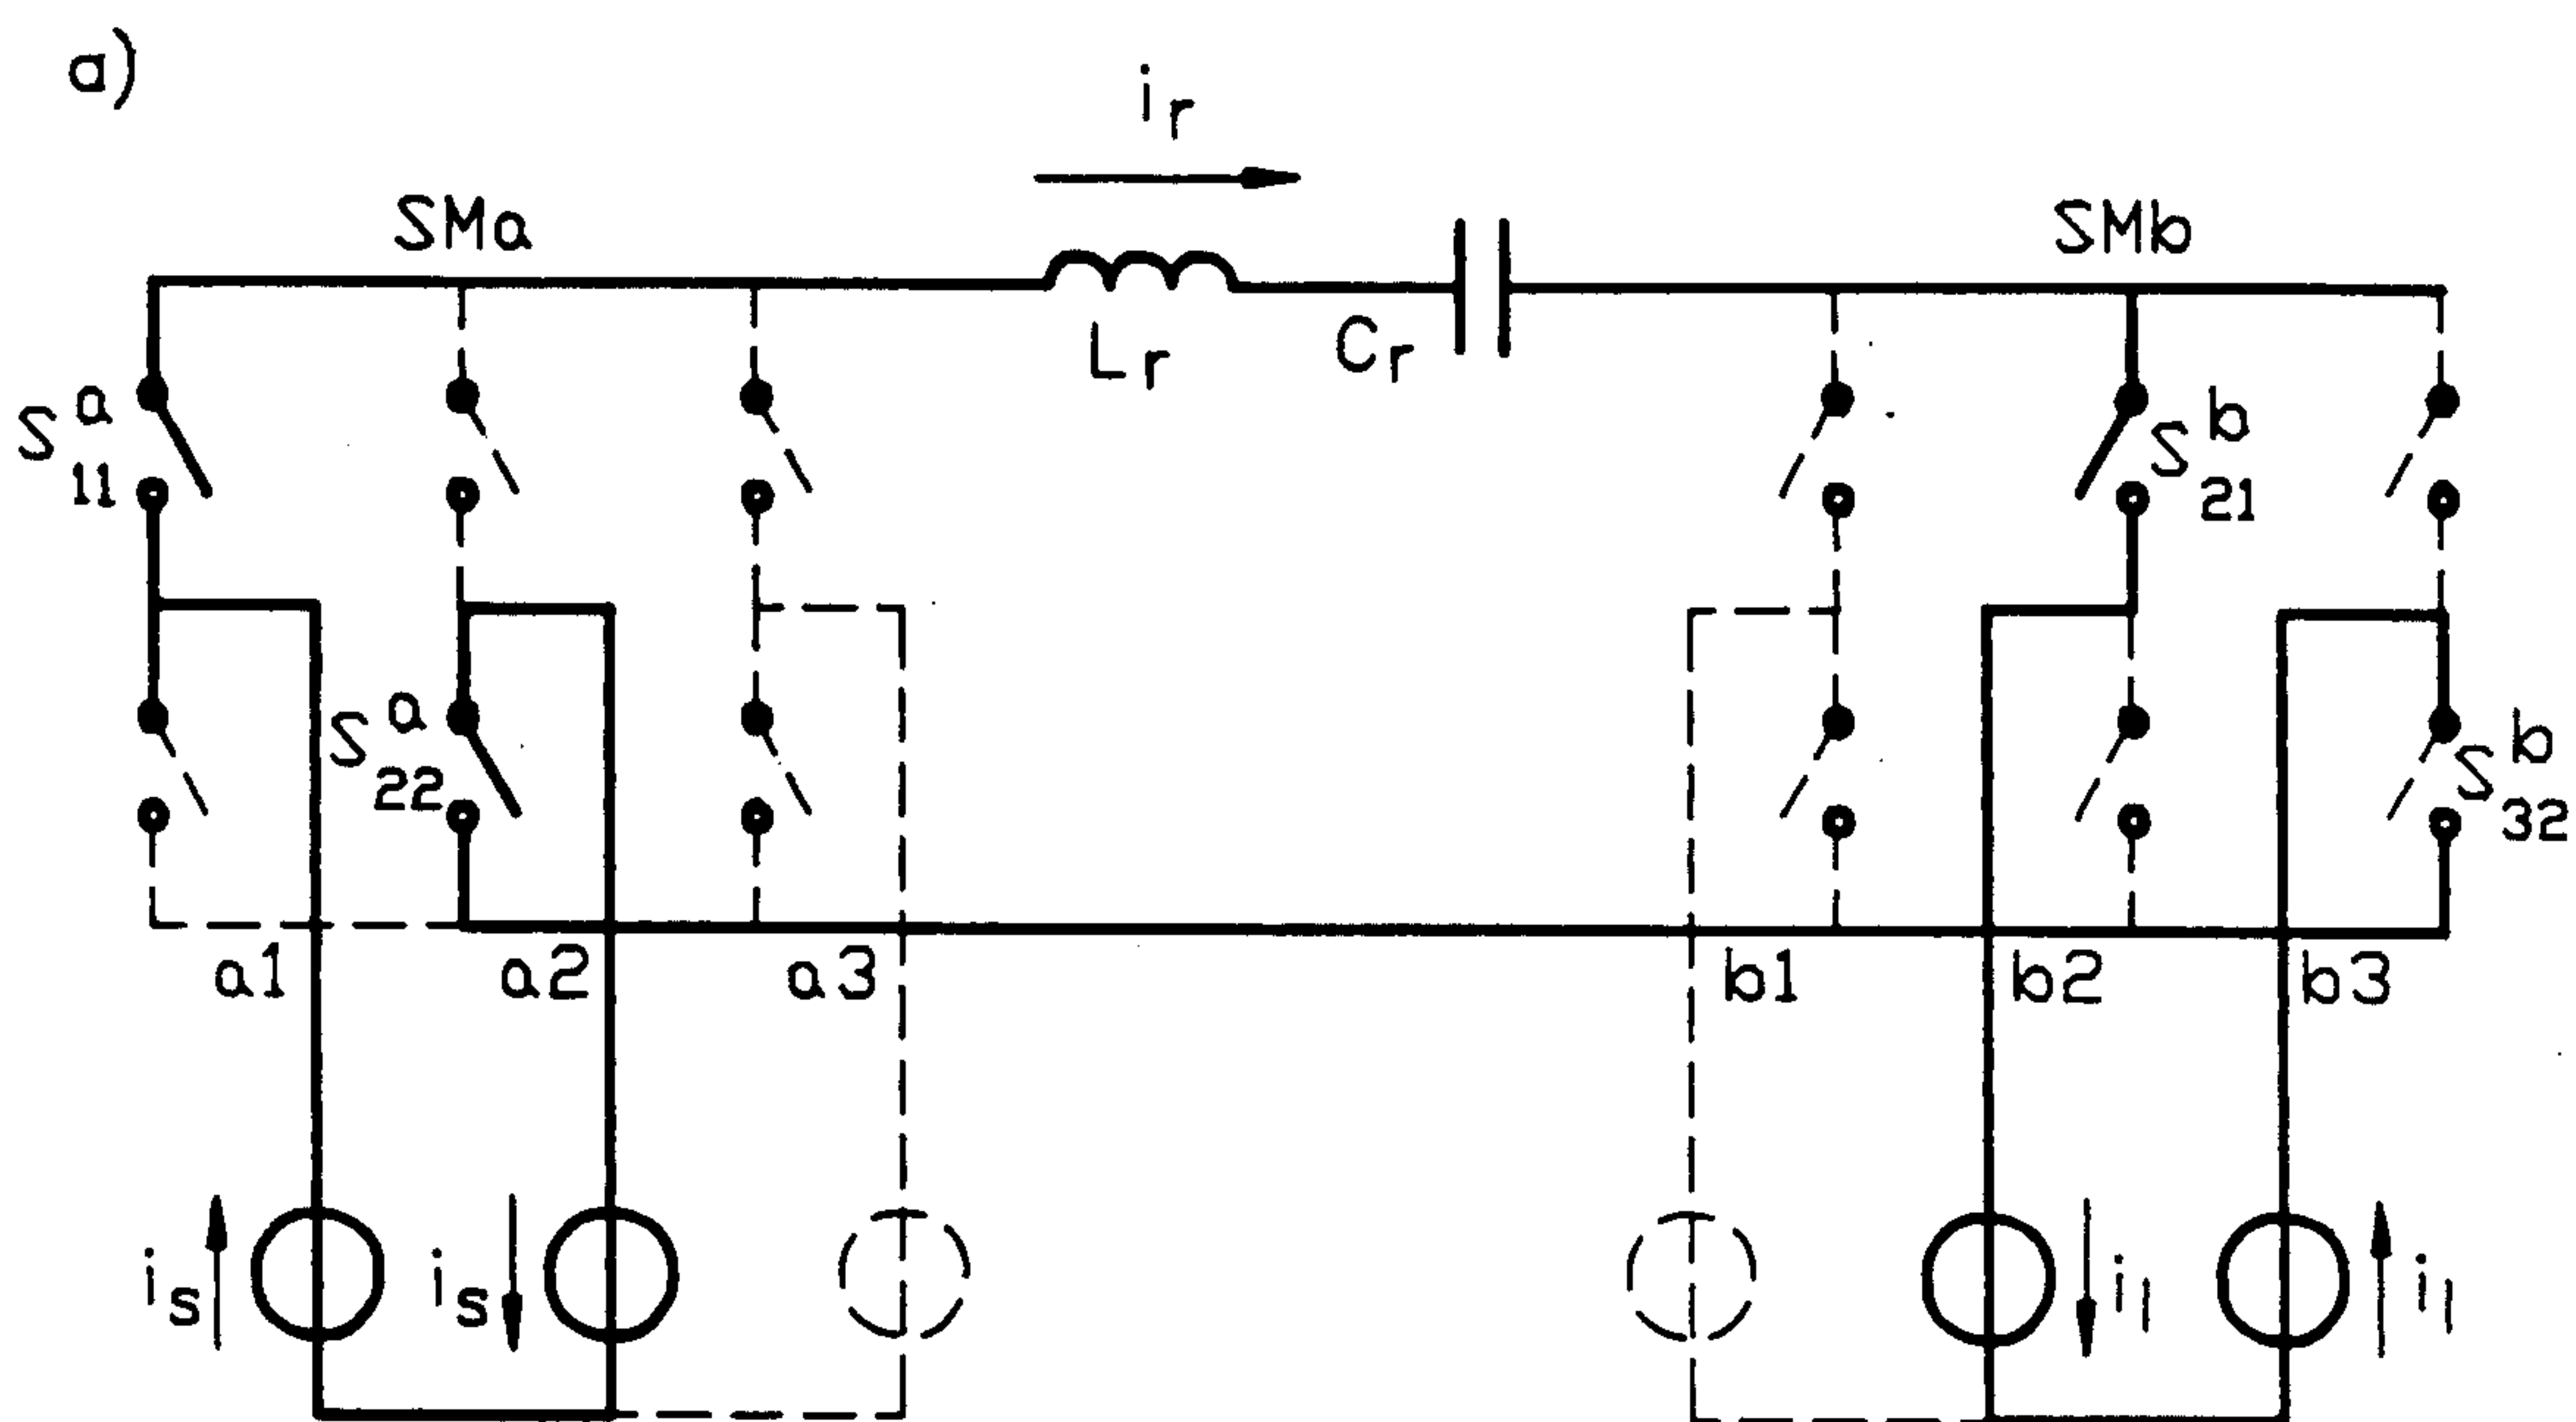 a)
i_r
SMa
SMb
L_r
C_r
S^a_11
S^b_21
S^a_22
S^b_32
a1
a2
a3
b1
b2
b3
i_s
i_s
i_l
i_l